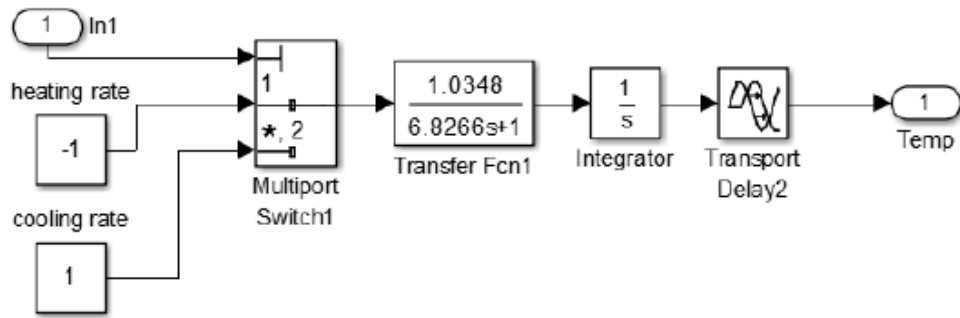 1
In1
heating rate
-1
cooling rate
1
1
*, 2
Multiport
Switch1
1.0348
6.8266s+1
Transfer Fcn1
1
s
Integrator
Transport
Delay2
1
Temp